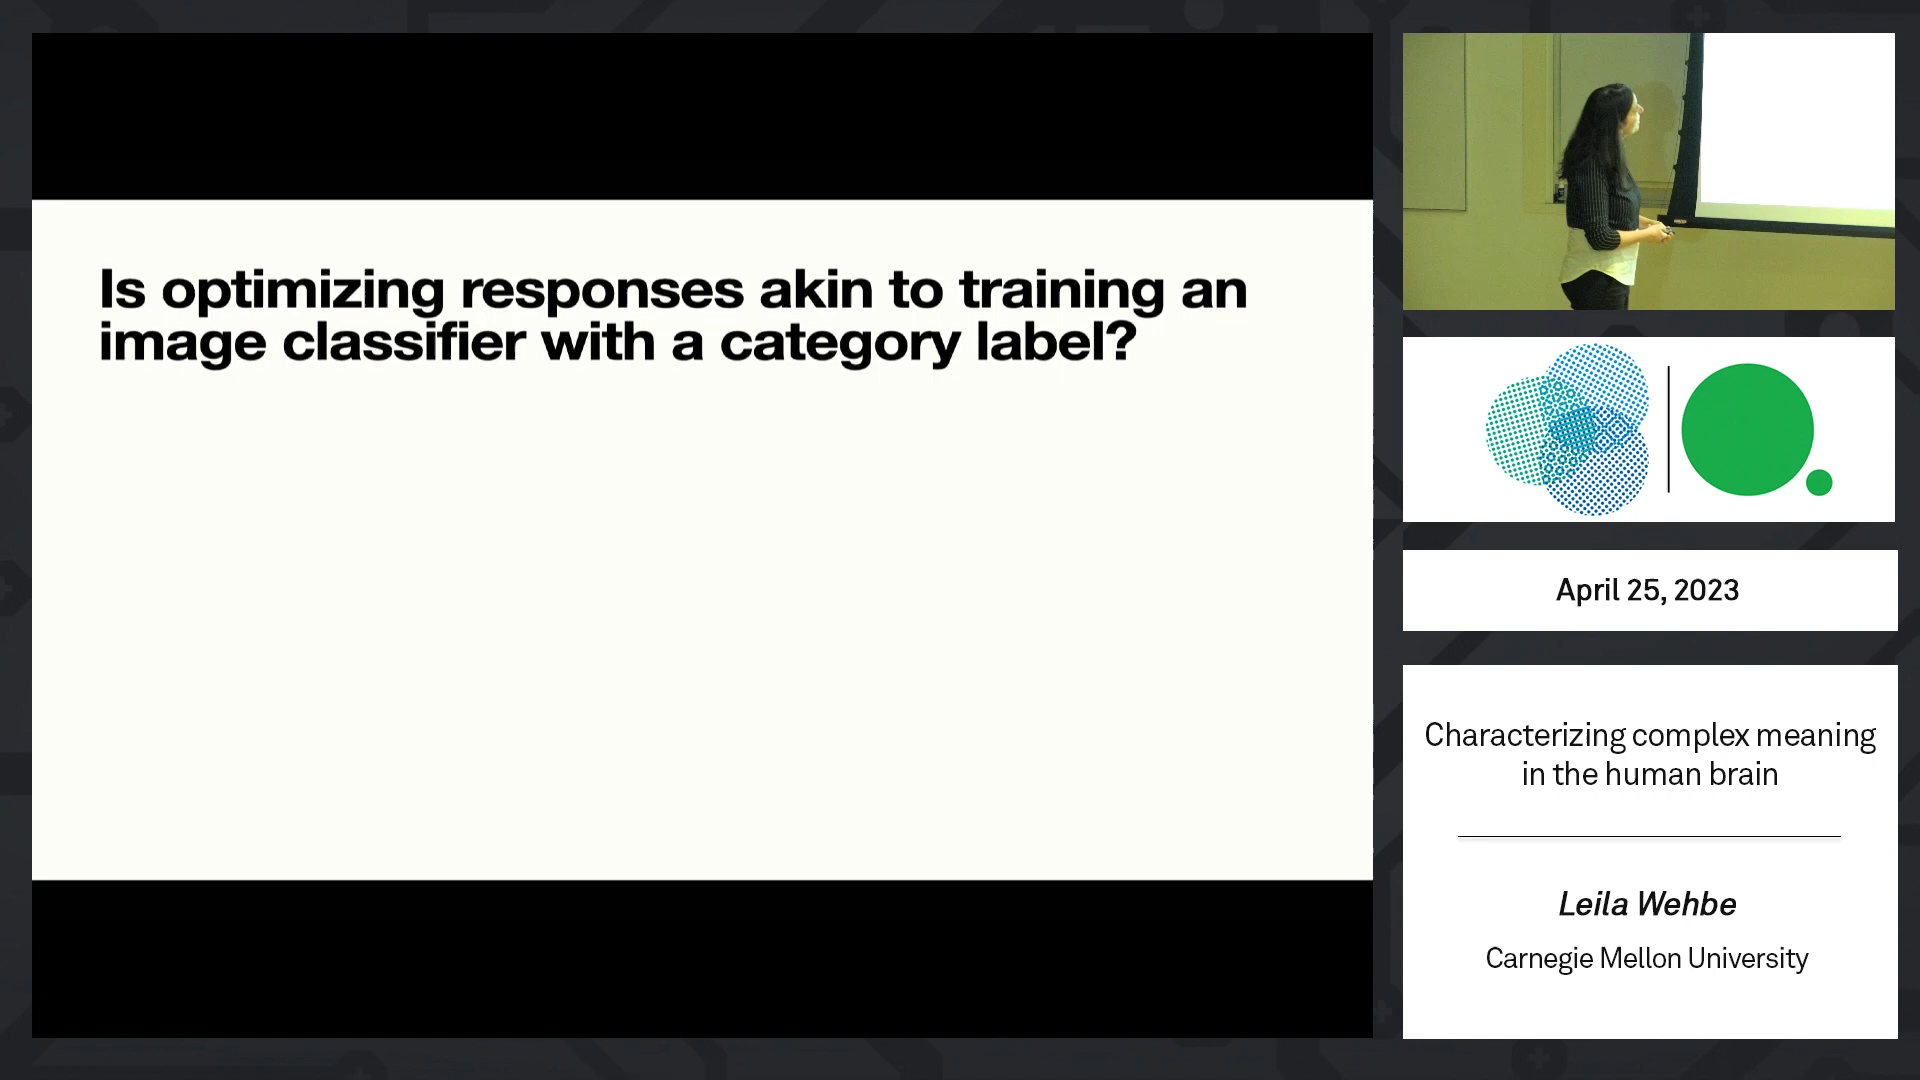 Is optimizing responses akin to training an
image classifier with a category label?
April 25, 2023
Characterizing complex meaning
in the human brain
Leila Wehbe
Carnegie Mellon University